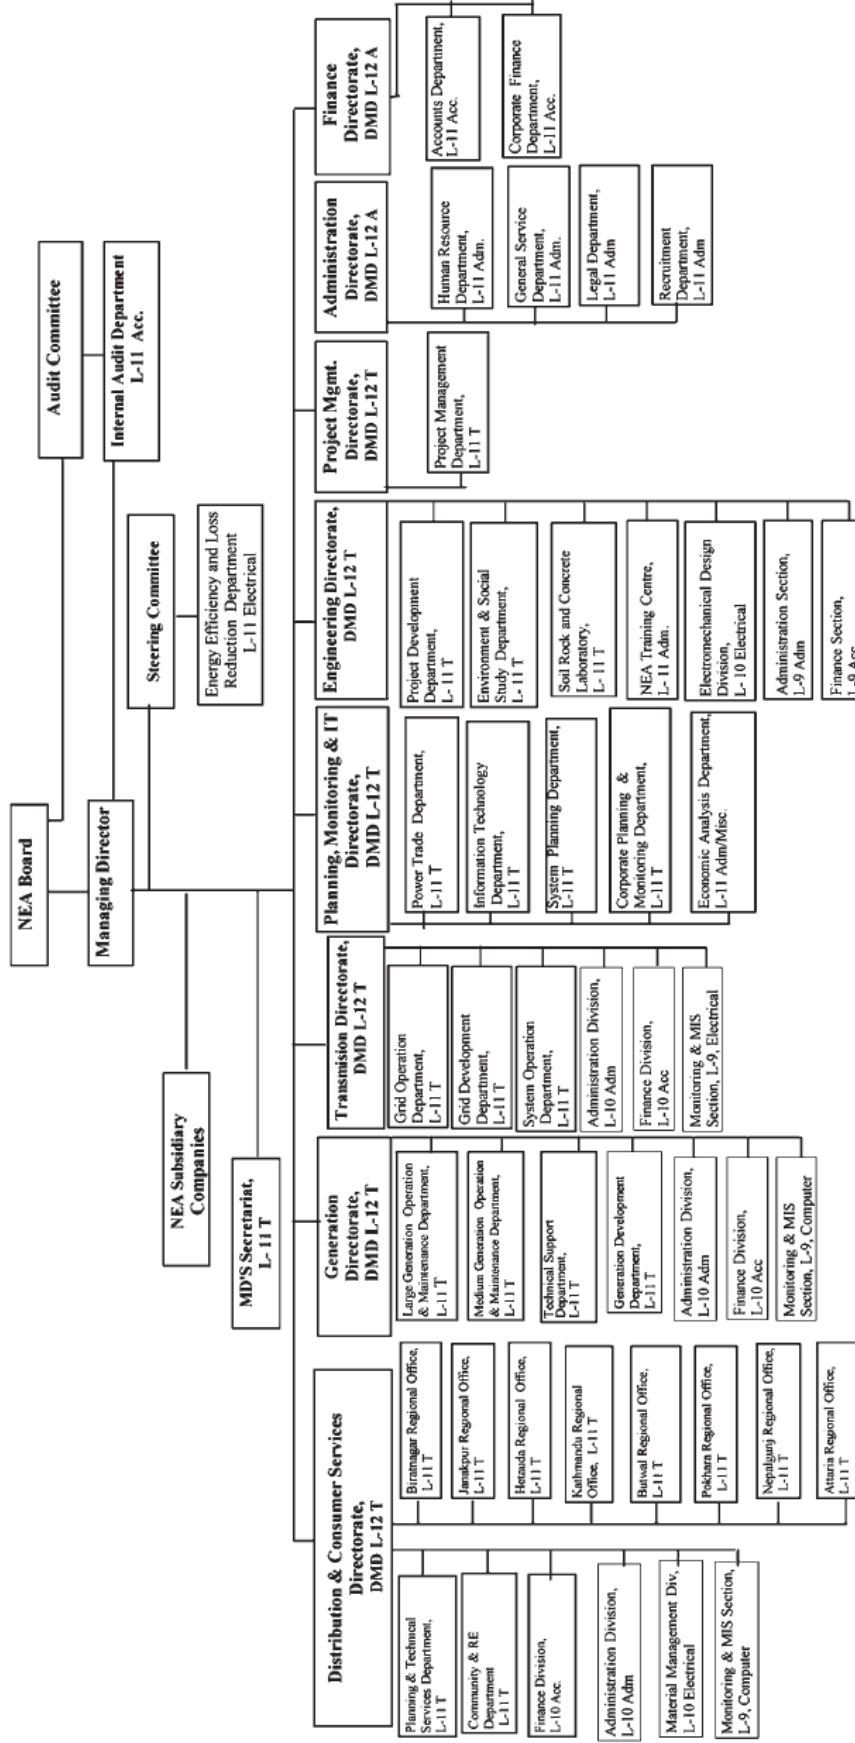 NEA Board
Audit Committee
Managing Director
Internal Audit Department
L-11 Acc.
Steering Committee
Energy Efficiency and Loss
Reduction Department
L-11 Electrical
NEA Subsidiary
Companies
MD'S Secretariat,
L- 11 T
Distribution & Consumer Services
Directorate,
DMD L-12 T
Planning & Technical
Services Department,
L-11 T
Community & RE
Department
L-11 T
Finance Division,
L-10 Acc.
Administration Division,
L-10 Adm
Material Management Div,
L-10 Electrical
Monitoring & MIS Section,
L-9, Computer
Biratnagar Regional Office,
L-11 T
Janakpur Regional Office,
L-11 T
Hetauda Regional Office,
L-11 T
Kathmandu Regional
Office, L-11 T
Butwal Regional Office,
L-11 T
Pokhara Regional Office,
L-11 T
Nepalgunj Regional Office,
L-11 T
Attaria Regional Office,
L-11 T
Generation
Directorate,
DMD L-12 T
Large Generation Operation
& Maintenance Department,
L-11 T
Medium Generation Operation
& Maintenance Department,
L-11 T
Technical Support
Department,
L-11 T
Generation Development
Department,
L-11 T
Administration Division,
L-10 Adm
Finance Division,
L-10 Acc
Monitoring & MIS
Section, L-9, Computer
Transmision Directorate,
DMD L-12 T
Grid Operation
Department,
L-11 T
Grid Development
Department,
L-11 T
System Operation
Department,
L-11 T
Administration Division,
L-10 Adm
Finance Division,
L-10 Acc
Monitoring & MIS
Section, L-9, Electrical
Planning, Monitoring & IT
Directorate,
DMD L-12 T
Power Trade Department,
L-11 T
Information Technology
Department,
L-11 T
System Planning Department,
L-11T
Corporate Planning &
Monitoring Department,
L-11 T
Economic Analysis Department,
L-11 Adm/Misc.
Engineering Directorate,
DMD L-12 T
Project Development
Department,
L- 11 T
Environment & Social
Study Department,
L- 11 T
Soil Rock and Concrete
Laboratory,
L- 11 T
NEA Training Centre,
L- 11 Adm.
Electromechanical Design
Division,
L- 10 Electrical
Administration Section,
L-9 Adm
Finance Section,
L-9 Acc
Project Mgmt.
Directorate,
DMD L-12 T
Project Management
Department,
L-11 T
Administration
Directorate,
DMD L-12 A
Human Resource
Department,
L-11 Adm.
General Service
Department,
L-11 Adm.
Legal Department,
L-11 Adm
Recruitment
Department,
L-11 Adm
Finance
Directorate,
DMD L-12 A
Accounts Department,
L-11 Acc.
Corporate Finance
Department,
L-11 Acc.